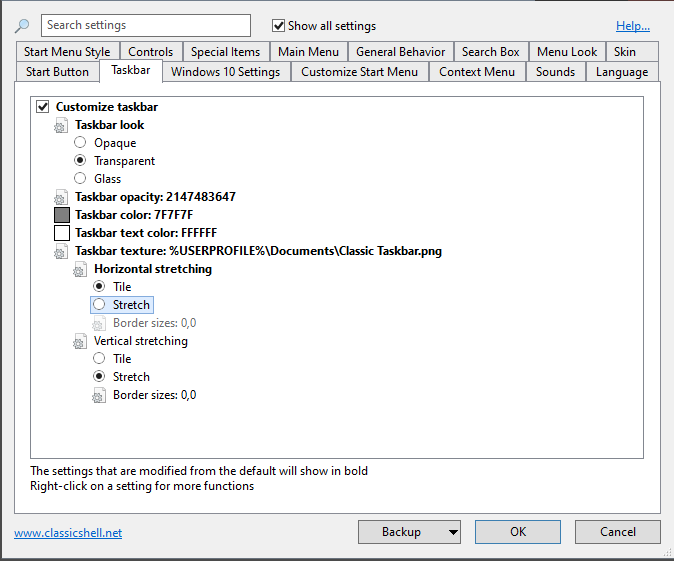 Search settings
Show all settings
Help...
Start Menu Style
Controls
Special Items
Main Menu
General Behavior
Search Box
Menu Look
Skin
Start Button
Taskbar
Windows 10 Settings
Customize Start Menu
Context Menu
Sounds
Language
Customize taskbar
Taskbar look
Opaque
Transparent
Glass
Taskbar opacity: 2147483647
Taskbar color: 7F7F7F
Taskbar text color: FFFFFF
Taskbar texture: %USERPROFILE%\Documents\Classic Taskbar.png
Horizontal stretching
Tile
Stretch
Border sizes: 0,0
Vertical stretching
Tile
Stretch
Border sizes: 0,0
The settings that are modified from the default will show in bold
Right-click on a setting for more functions
www.classicshell.net
Backup
OK
Cancel